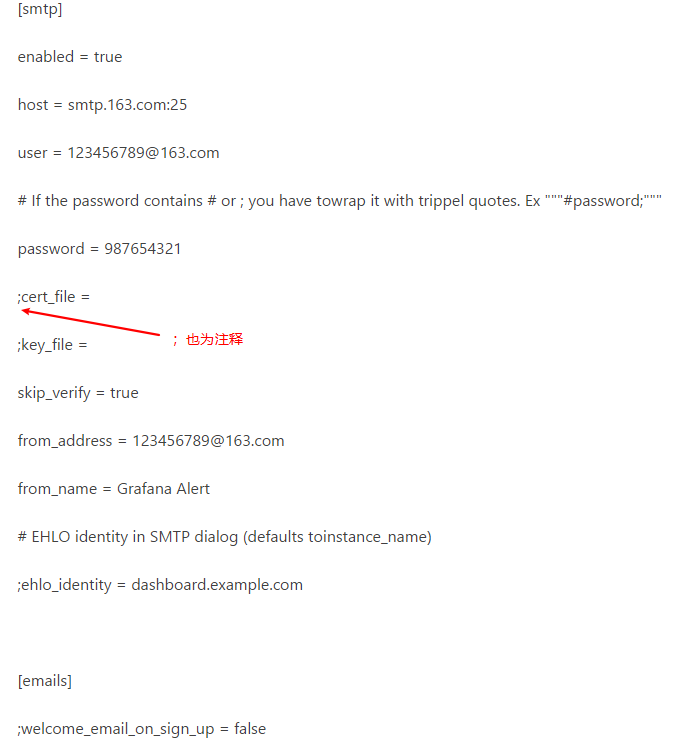 [smtp]
enabled = true
host = smtp.163.com:25
user = 123456789@163.com
# If the password contains # or ; you have towrap it with trippel quotes. Ex """#password;"""
password = 987654321
;cert_file =
；也为注释
;key_file =
skip_verify = true
from_address = 123456789@163.com
from_name = Grafana Alert
# EHLO identity in SMTP dialog (defaults toinstance_name)
;ehlo_identity = dashboard.example.com
[emails]
;welcome_email_on_sign_up = false